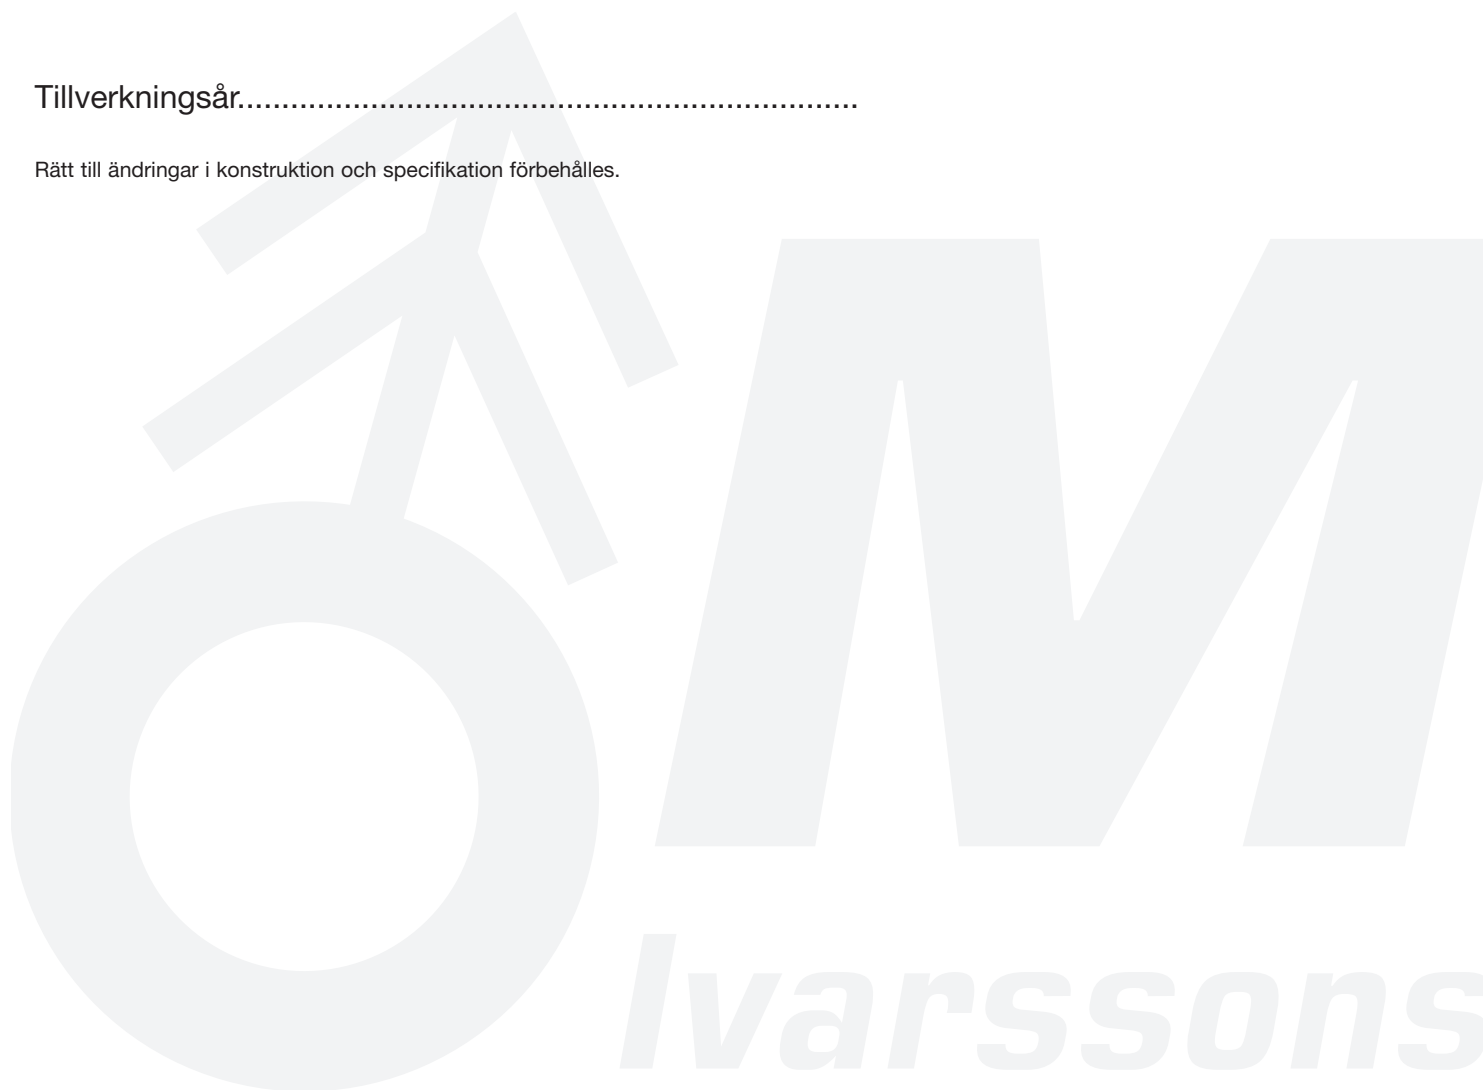 Tillverkningsår......................................................................
Rätt till ändringar i konstruktion och specifikation förbehålles.
M
Ivarssons